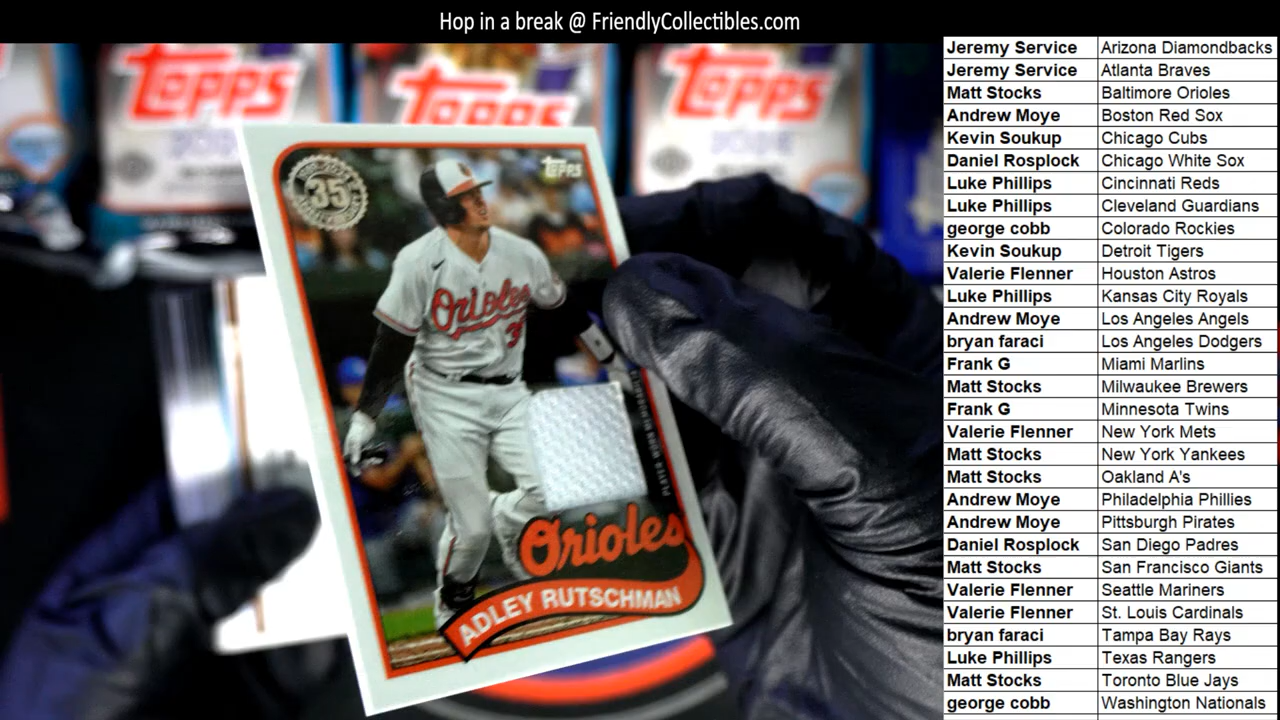 Hop in a break @ FriendlyCollectibles.com
Topps
Topps
Topps
35
Topps
Orioles
35
PLAYER-WORN MEMORABILIA
Orioles
ADLEY RUTSCHMAN
Jeremy Service Arizona Diamondbacks
Jeremy Service Atlanta Braves
Matt Stocks Baltimore Orioles
Andrew Moye Boston Red Sox
Kevin Soukup Chicago Cubs
Daniel Rosplock Chicago White Sox
Luke Phillips Cincinnati Reds
Luke Phillips Cleveland Guardians
george cobb Colorado Rockies
Kevin Soukup Detroit Tigers
Valerie Flenner Houston Astros
Luke Phillips Kansas City Royals
Andrew Moye Los Angeles Angels
bryan faraci Los Angeles Dodgers
Frank G Miami Marlins
Matt Stocks Milwaukee Brewers
Frank G Minnesota Twins
Valerie Flenner New York Mets
Matt Stocks New York Yankees
Matt Stocks Oakland A's
Andrew Moye Philadelphia Phillies
Andrew Moye Pittsburgh Pirates
Daniel Rosplock San Diego Padres
Matt Stocks San Francisco Giants
Valerie Flenner Seattle Mariners
Valerie Flenner St. Louis Cardinals
bryan faraci Tampa Bay Rays
Luke Phillips Texas Rangers
Matt Stocks Toronto Blue Jays
george cobb Washington Nationals